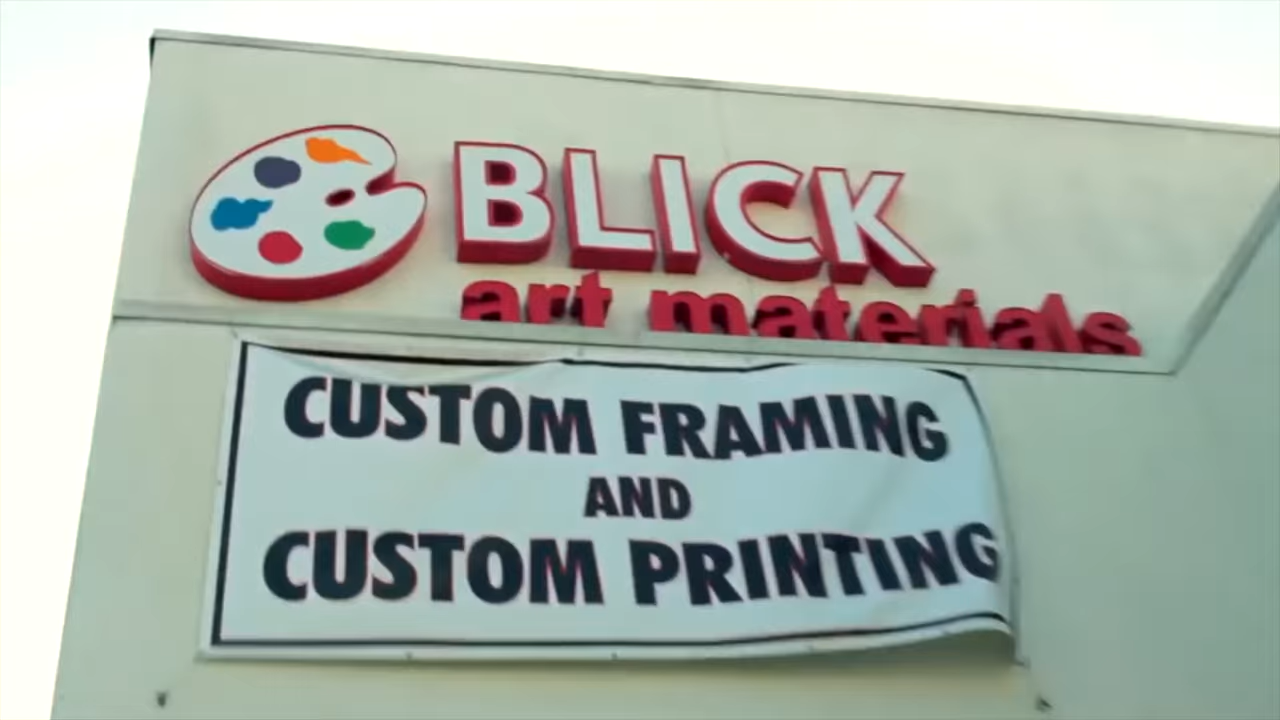 BLICK
art materials
CUSTOM FRAMING
AND
CUSTOM PRINTING